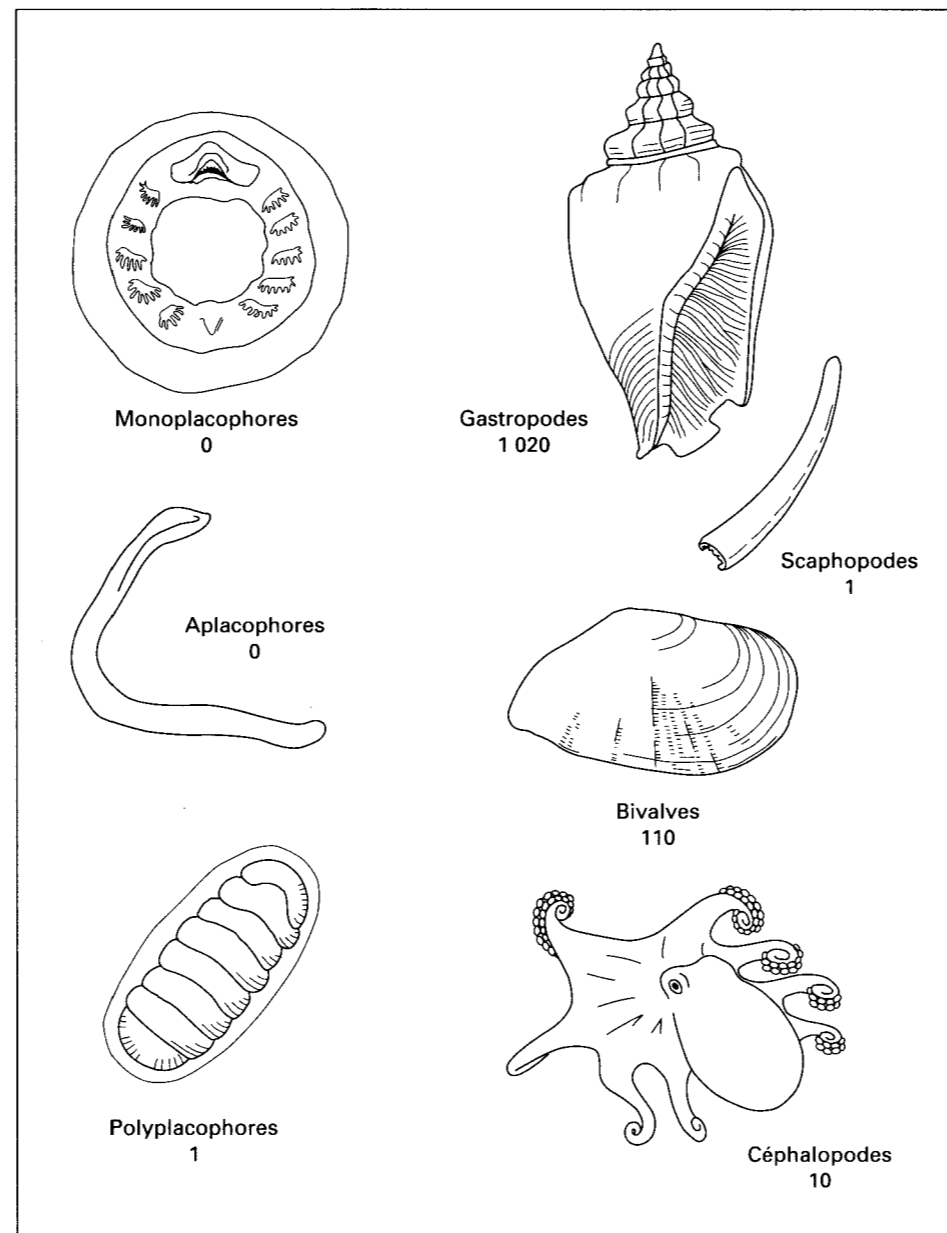 Monoplacophores
0
Gastropodes
1 020
Scaphopodes
1
Aplacophores
0
Bivalves
110
Polyplacophores
1
Céphalopodes
10